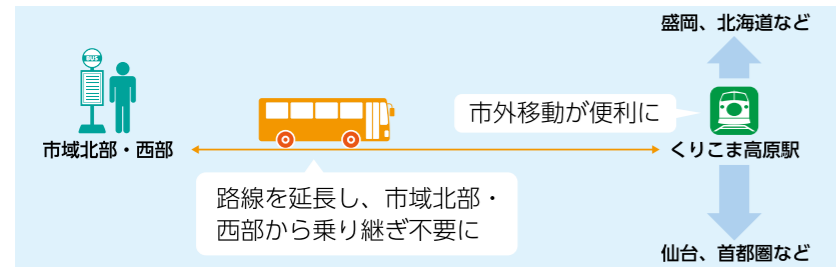 盛岡、北海道など
BUS
市外移動が便利に
市域北部・西部
くりこま高原駅
路線を延長し、市域北部・
西部から乗り継ぎ不要に
仙台、首都圏など